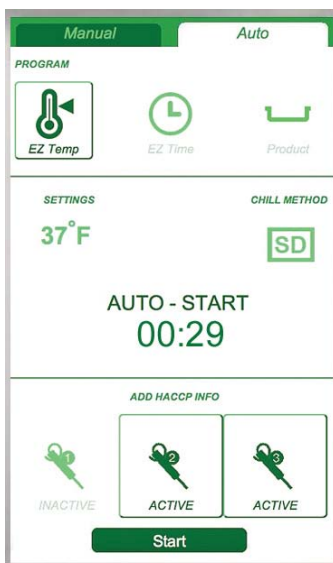 Manual Auto
PROGRAM
EZ Temp EZ Time Product
SETTINGS CHILL METHOD
37°F SD
AUTO - START
00:29
ADD HACCP INFO
1 2 3
INACTIVE ACTIVE ACTIVE
Start